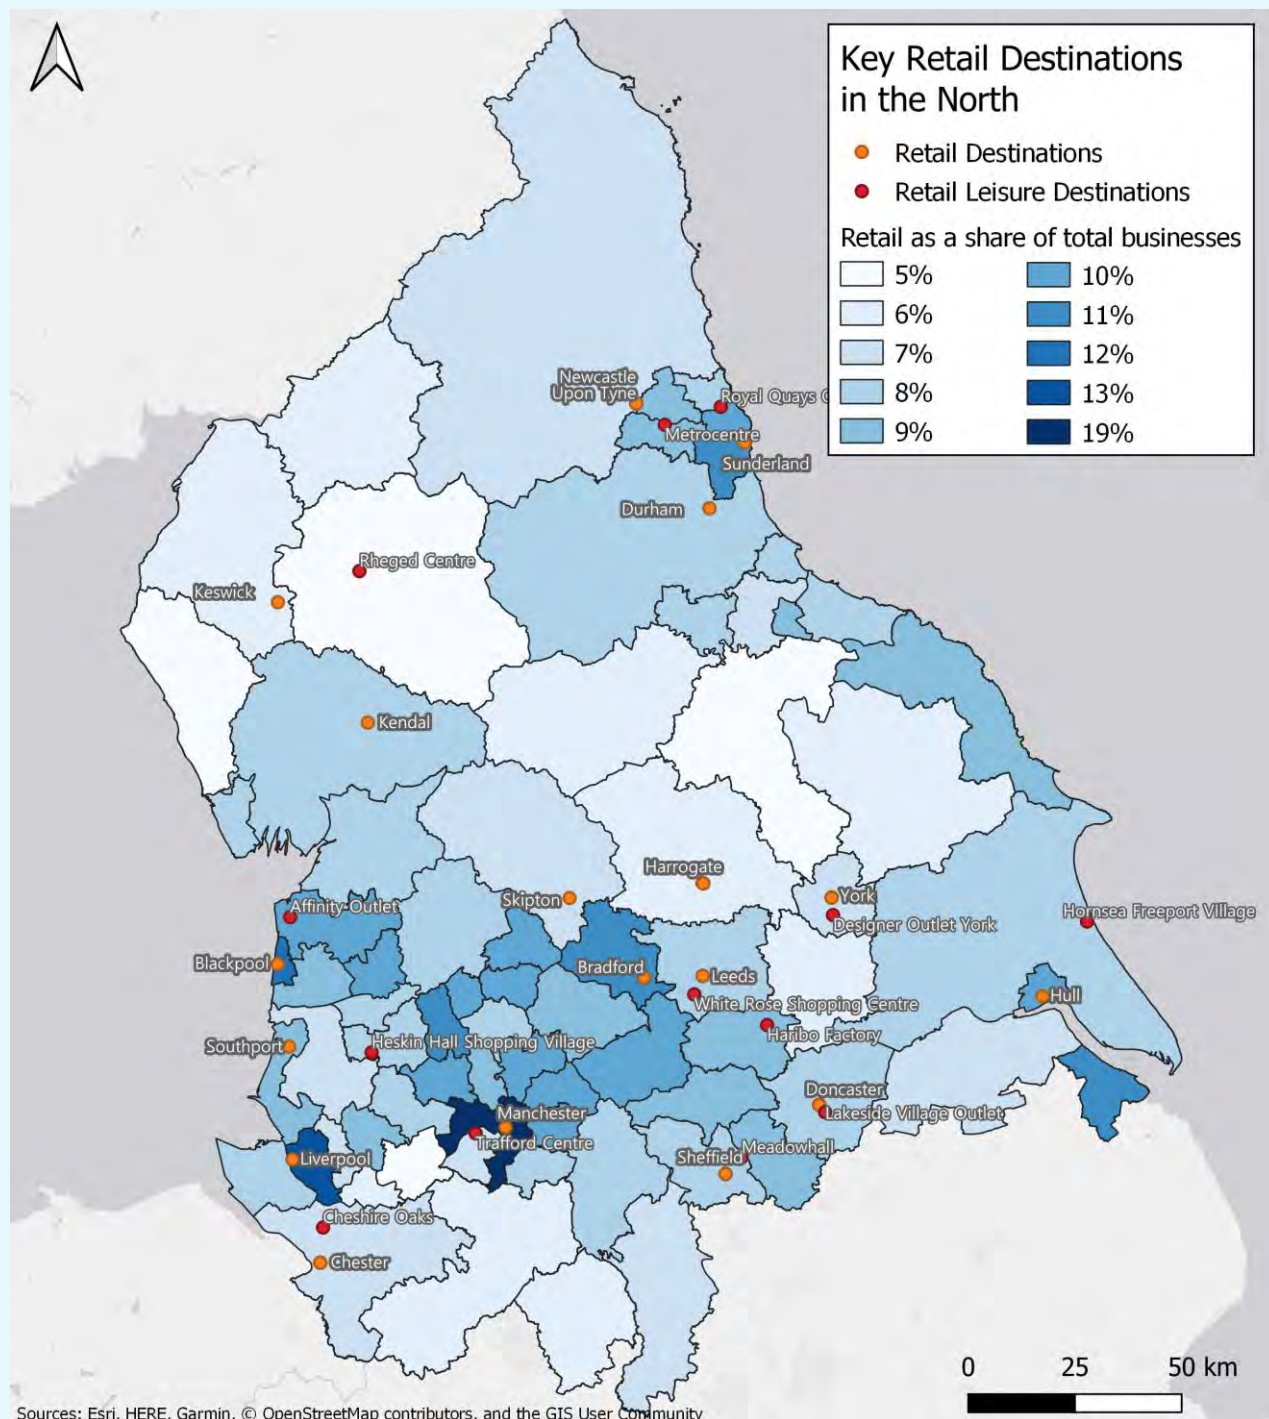 Key Retail Destinations
in the North
Retail Destinations
Retail Leisure Destinations
Retail as a share of total businesses
5%
6%
7%
8%
9%
10%
11%
12%
13%
19%
Newcastle
Upon Tyne
Royal Quays
Metrocentre
Sunderland
Durham
Rheged Centre
Keswick
Kendal
Harrogate
Skipton
York
Affinity Outlet
Designer Outlet York
Hornsea Freeport Village
Blackpool
Bradford
Leeds
White Rose Shopping Centre
Hull
Haribo Factory
Southport
Heskin Hall Shopping Village
Doncaster
Lakeside Village Outlet
Manchester
Trafford Centre
Meadowhall
Sheffield
Liverpool
Cheshire Oaks
Chester
0 25 50 km
Sources: Esri, HERE, Garmin, © OpenStreetMap contributors, and the GIS User Community